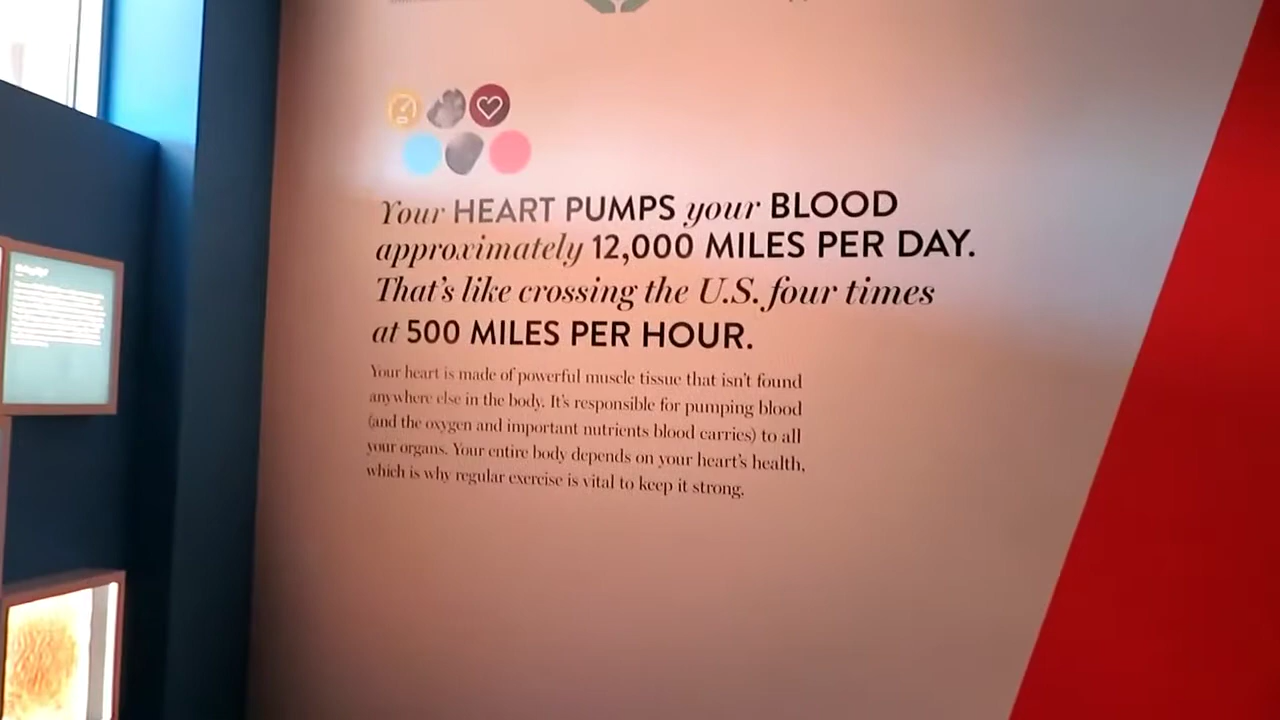 Your HEART PUMPS your BLOOD
approximately 12,000 MILES PER DAY.
That's like crossing the U.S. four times
at 500 MILES PER HOUR.
Your heart is made of powerful muscle tissue that isn't found
anywhere else in the body. It's responsible for pumping blood
(and the oxygen and important nutrients blood carries) to all
your organs. Your entire body depends on your heart's health,
which is why regular exercise is vital to keep it strong.